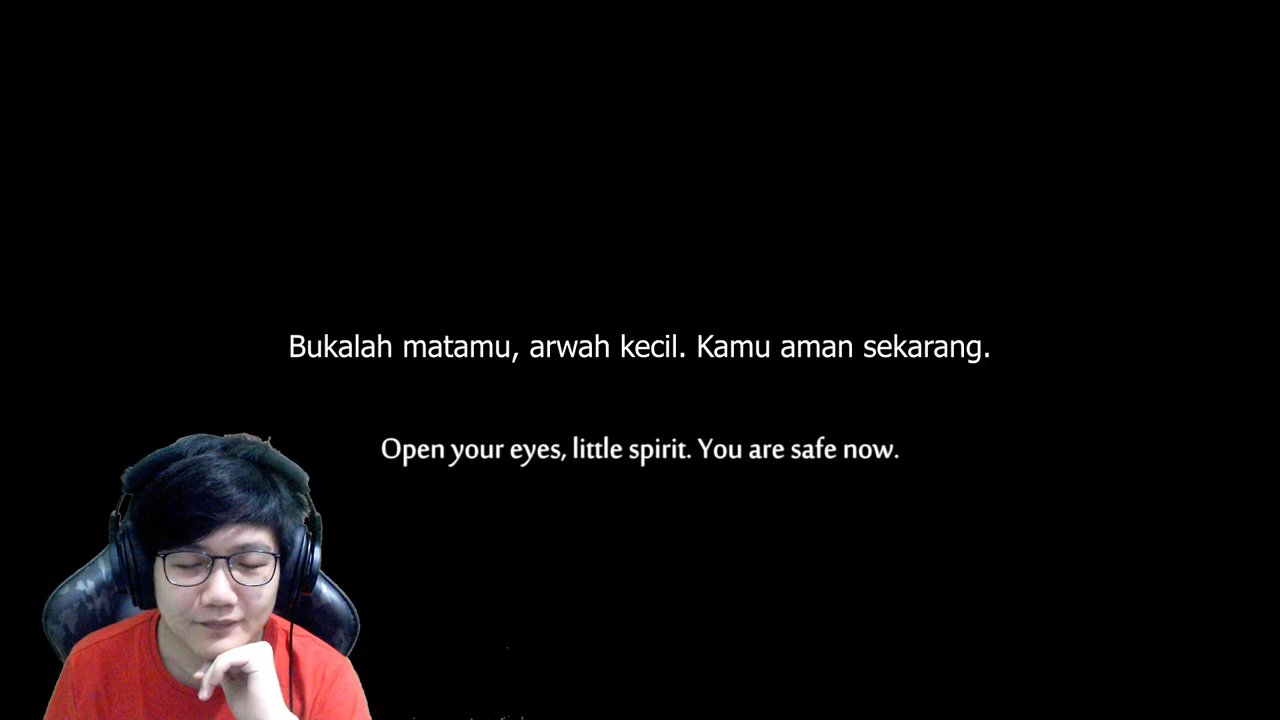 Bukalah matamu, arwah kecil. Kamu aman sekarang.
Open your eyes, little spirit. You are safe now.